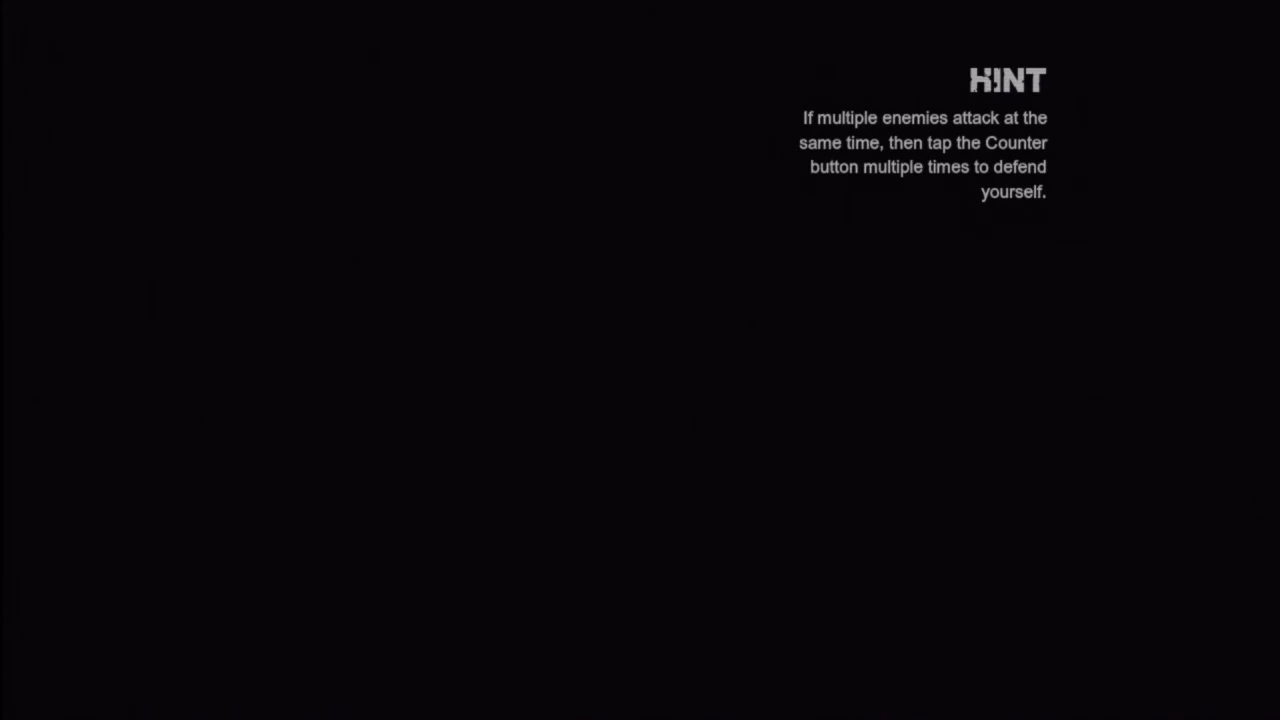 HINT
If multiple enemies attack at the
same time, then tap the Counter
button multiple times to defend
yourself.